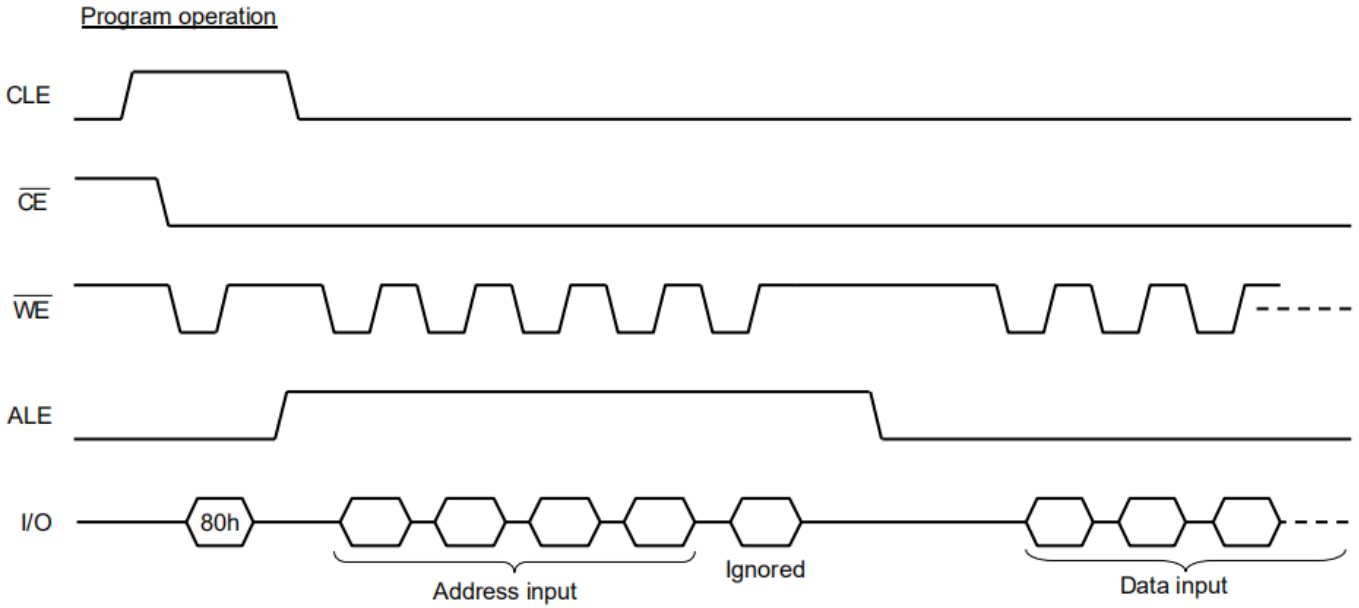 Program operation
CLE
CE
WE
ALE
I/O
80h
Address input
Ignored
Data input